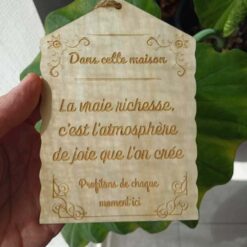 Dans cette maison
La vraie richesse,
c'est l'atmosphère
de joie que l'on crée
Profitons de chaque
moment ici